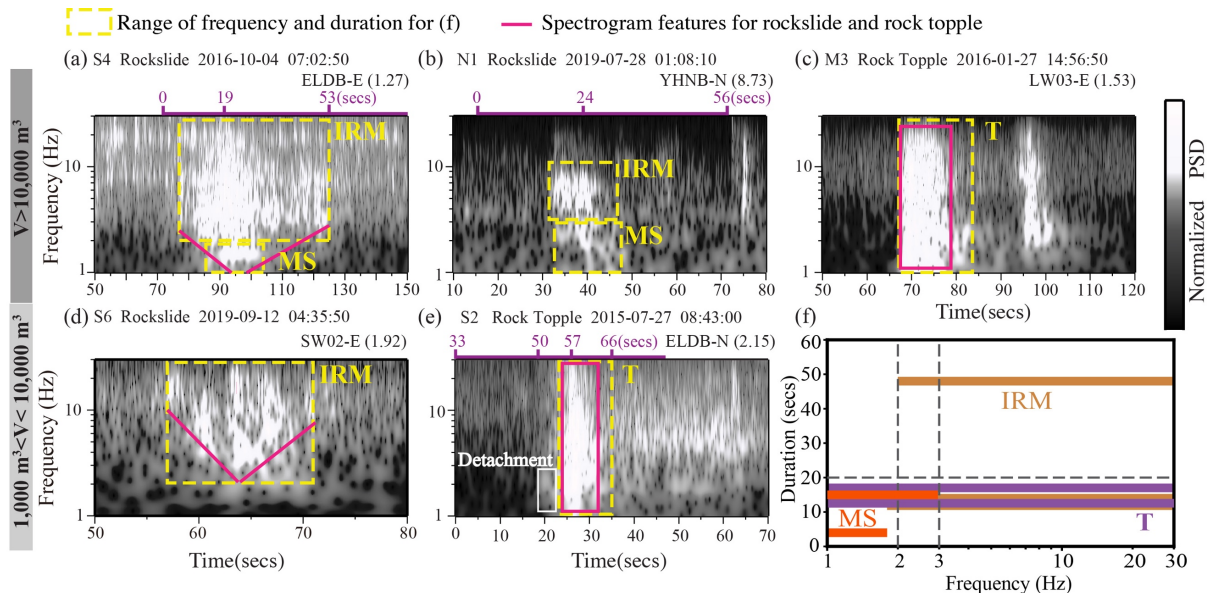 Range of frequency and duration for (f)
Spectrogram features for rockslide and rock topple
V>10,000 m³
(a) S4 Rockslide 2016-10-04 07:02:50
ELDB-E (1.27)
0 19 53(secs)
IRM
MS
Frequency (Hz)
10
1
50 70 90 110 130 150
(b) N1 Rockslide 2019-07-28 01:08:10
YHNB-N (8.73)
0 24 56(secs)
IRM
MS
10
1
10 20 30 40 50 60 70 80
(c) M3 Rock Topple 2016-01-27 14:56:50
LW03-E (1.53)
T
10
1
50 60 70 80 90 100 120
Time(secs)
Normalized PSD
1,000 m³<V< 10,000 m³
(d) S6 Rockslide 2019-09-12 04:35:50
SW02-E (1.92)
IRM
Frequency (Hz)
10
1
50 60 70 80
Time(secs)
(e) S2 Rock Topple 2015-07-27 08:43:00
ELDB-N (2.15)
33 50 57 66(secs)
T
Detachment
10
1
0 10 20 30 40 50 60 70
Time(secs)
(f)
Duration (secs)
60
50
40
30
20
10
0
IRM
MS
T
1 2 3 10 20 30
Frequency (Hz)